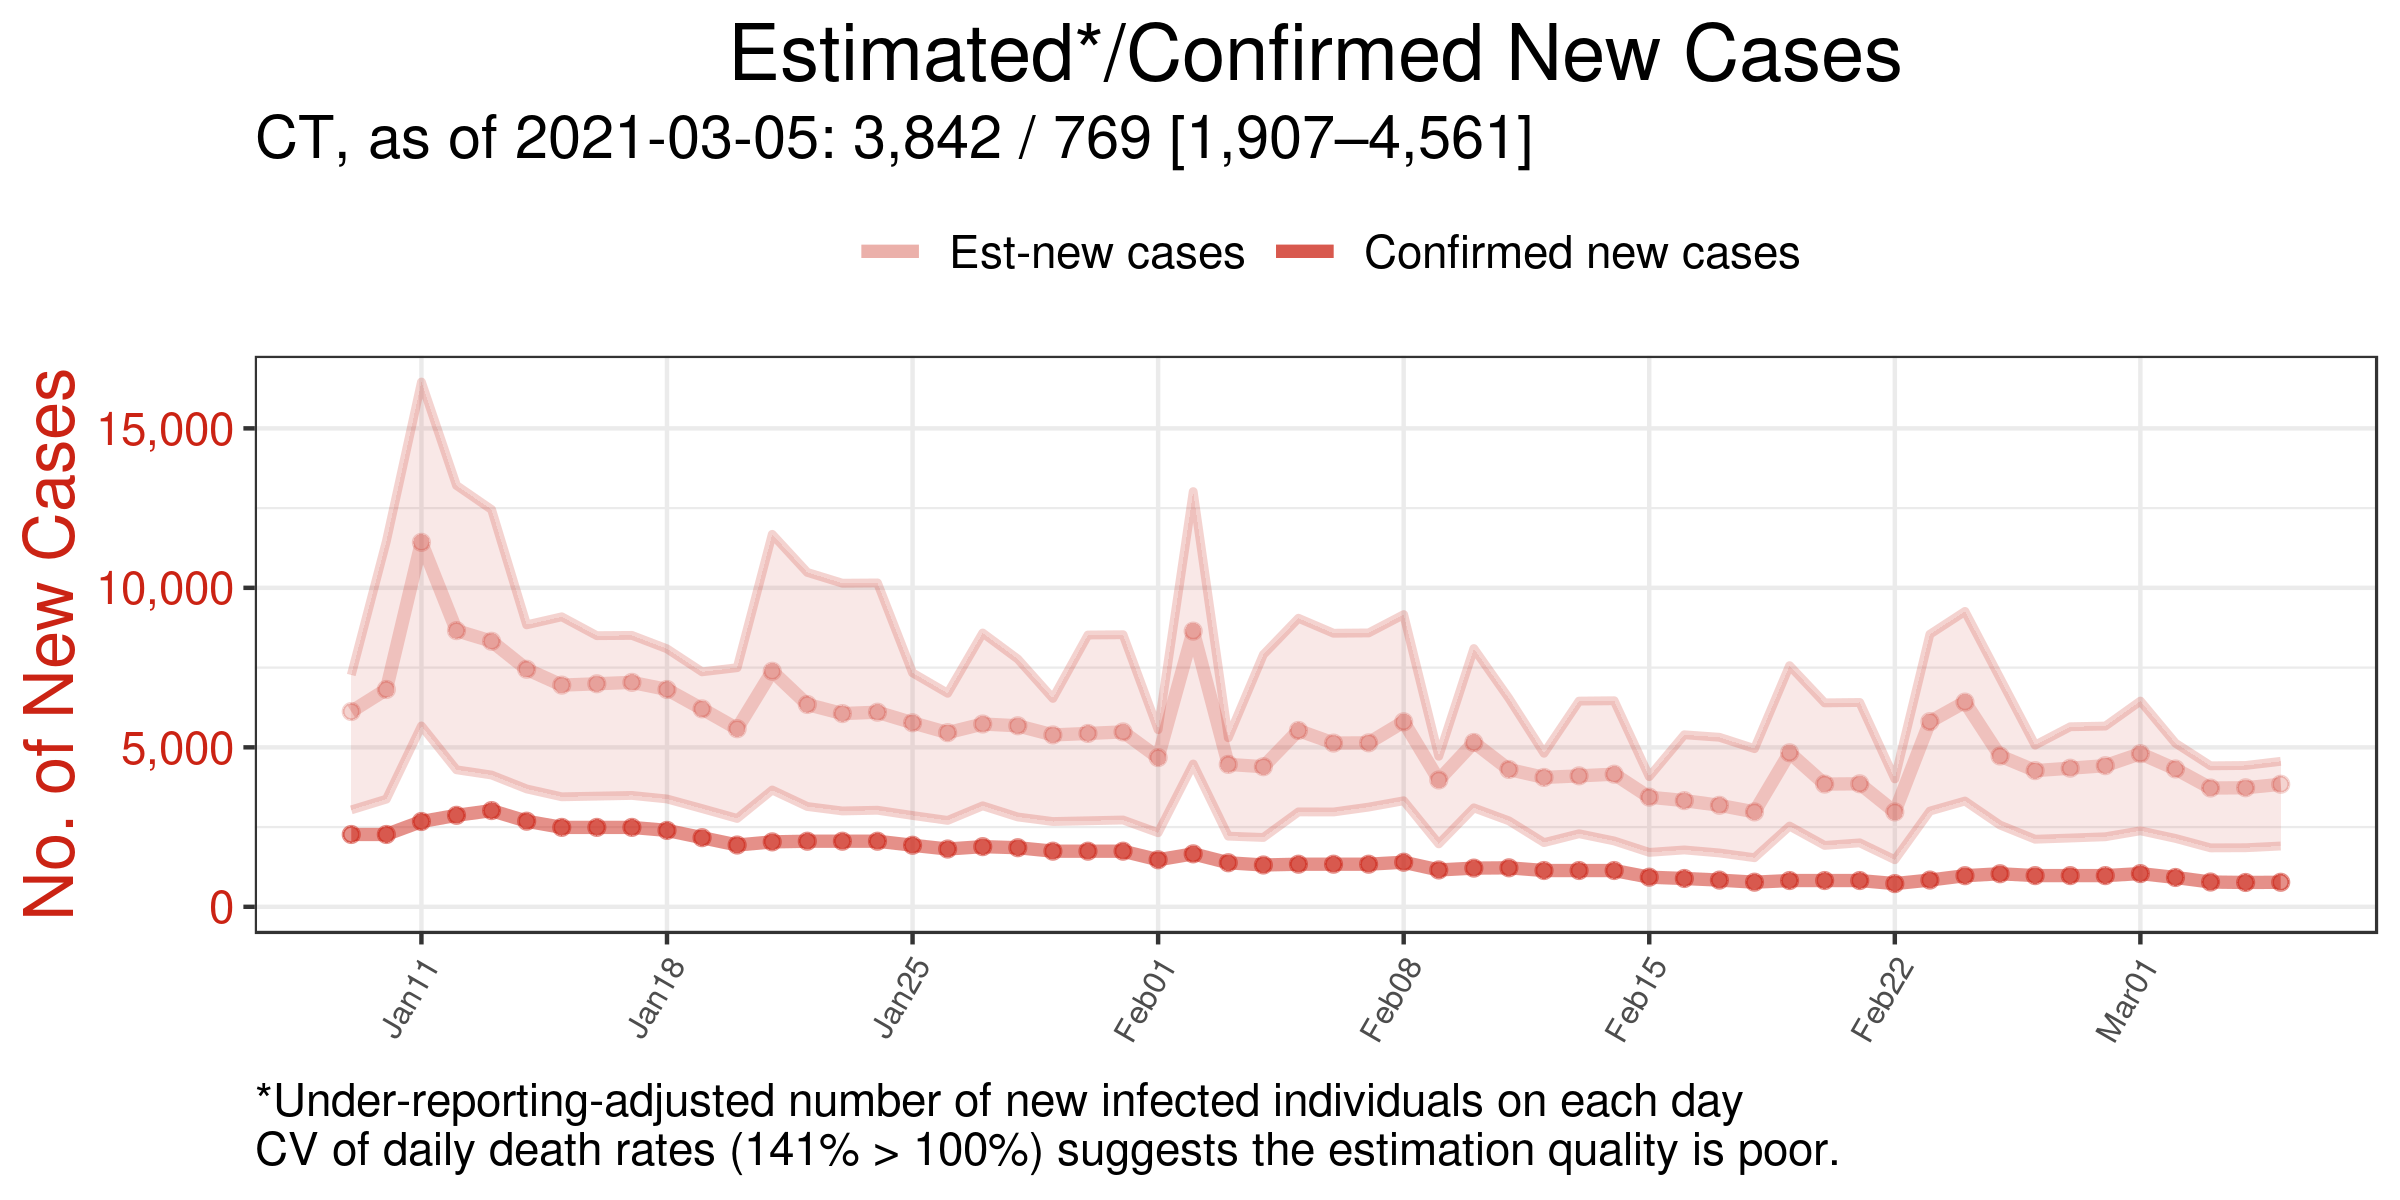 Estimated*/Confirmed New Cases
CT, as of 2021-03-05: 3,842 / 769 [1,907–4,561]
Est-new cases
Confirmed new cases
No. of New Cases
15,000
10,000
5,000
0
Jan11
Jan18
Jan25
Feb01
Feb08
Feb15
Feb22
Mar01
*Under-reporting-adjusted number of new infected individuals on each day
CV of daily death rates (141% > 100%) suggests the estimation quality is poor.